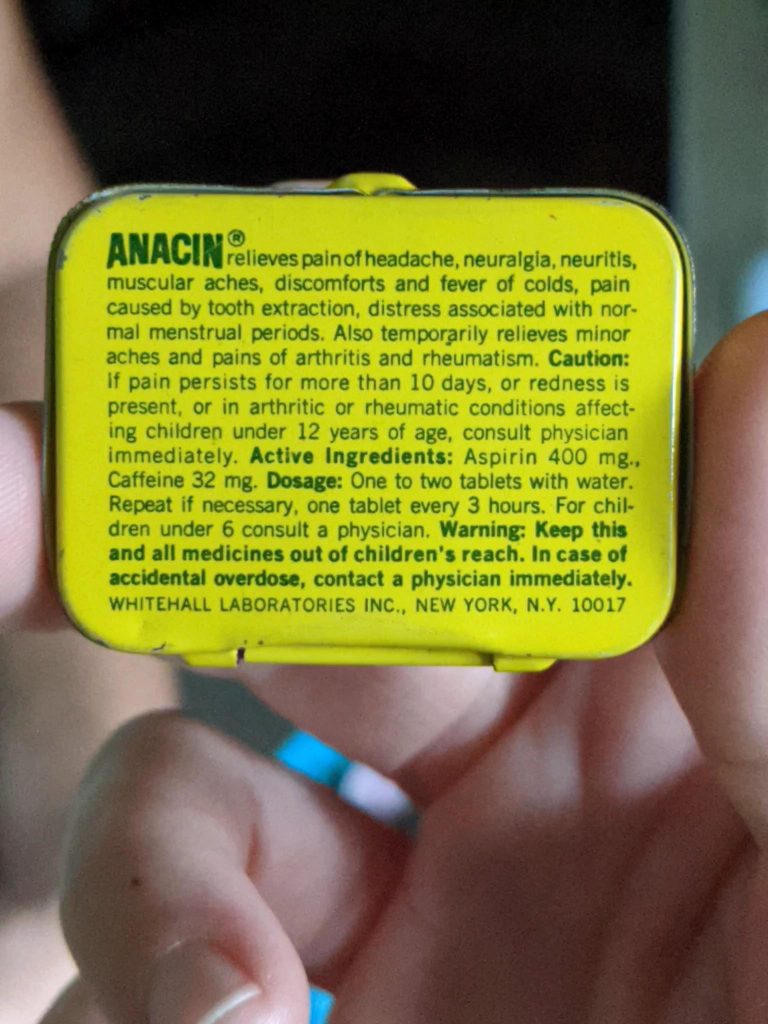 ANACIN® relieves pain of headache, neuralgia, neuritis,
muscular aches, discomforts and fever of colds, pain
caused by tooth extraction, distress associated with nor-
mal menstrual periods. Also temporarily relieves minor
aches and pains of arthritis and rheumatism. Caution:
If pain persists for more than 10 days, or redness is
present, or in arthritic or rheumatic conditions affect-
ing children under 12 years of age, consult physician
immediately. Active Ingredients: Aspirin 400 mg.,
Caffeine 32 mg. Dosage: One to two tablets with water.
Repeat if necessary, one tablet every 3 hours. For chil-
dren under 6 consult a physician. Warning: Keep this
and all medicines out of children's reach. In case of
accidental overdose, contact a physician immediately.
WHITEHALL LABORATORIES INC., NEW YORK, N.Y. 10017